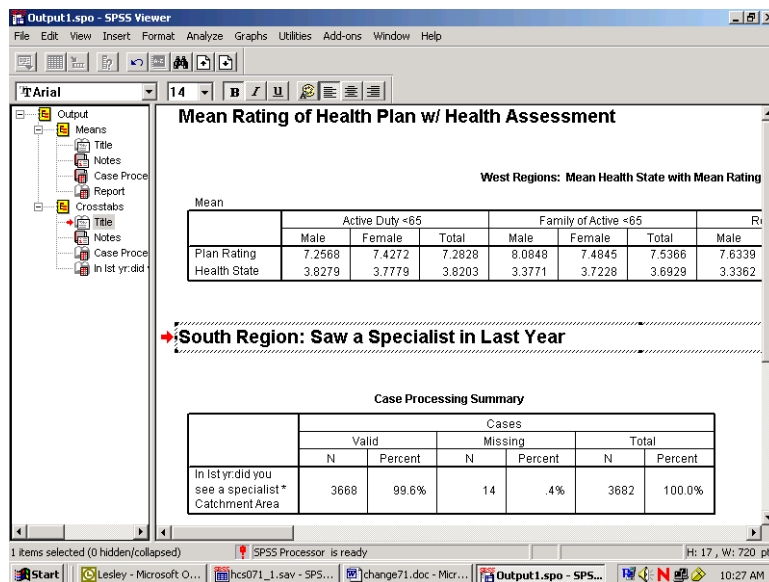 Output1.spo - SPSS Viewer
File Edit View Insert Format Analyze Graphs Utilities Add-ons Window Help
Arial 14 B I U
Output
Means
Title
Notes
Case Proce
Report
Crosstabs
Title
Notes
Case Proce
In lst yr:did
Mean Rating of Health Plan w/ Health Assessment
West Regions: Mean Health State with Mean Rating
Mean
Active Duty <65 Family of Active <65 Re
Male Female Total Male Female Total Male
Plan Rating 7.2568 7.4272 7.2828 8.0848 7.4845 7.5366 7.6339
Health State 3.8279 3.7779 3.8203 3.3771 3.7228 3.6929 3.3362
South Region: Saw a Specialist in Last Year
Case Processing Summary
Cases
Valid Missing Total
N Percent N Percent N Percent
In lst yr:did you
see a specialist * 3668 99.6% 14 .4% 3682 100.0%
Catchment Area
1 items selected (0 hidden/collapsed) SPSS Processor is ready H: 17 , W: 720 pt
Start Lesley - Microsoft O... hcs071_1.sav - SPS... change71.doc - Micr... Output1.spo - SPS... 10:27 AM